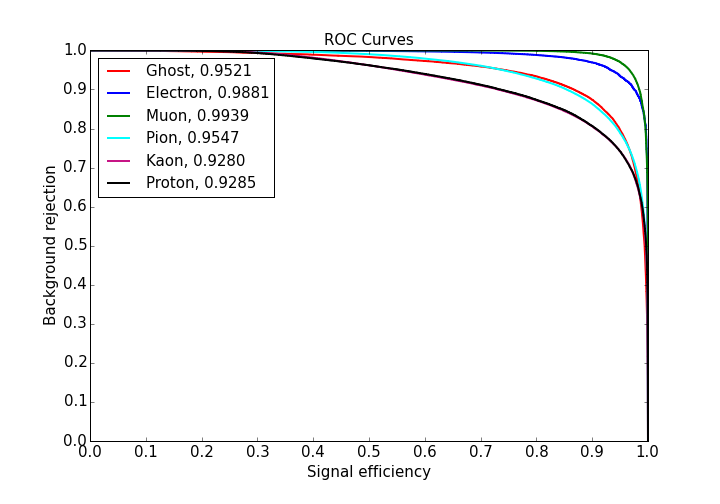 ROC Curves
1.0
0.9
0.8
0.7
0.6
0.5
0.4
0.3
0.2
0.1
0.0
Background rejection
Ghost, 0.9521
Electron, 0.9881
Muon, 0.9939
Pion, 0.9547
Kaon, 0.9280
Proton, 0.9285
0.0 0.1 0.2 0.3 0.4 0.5 0.6 0.7 0.8 0.9 1.0
Signal efficiency